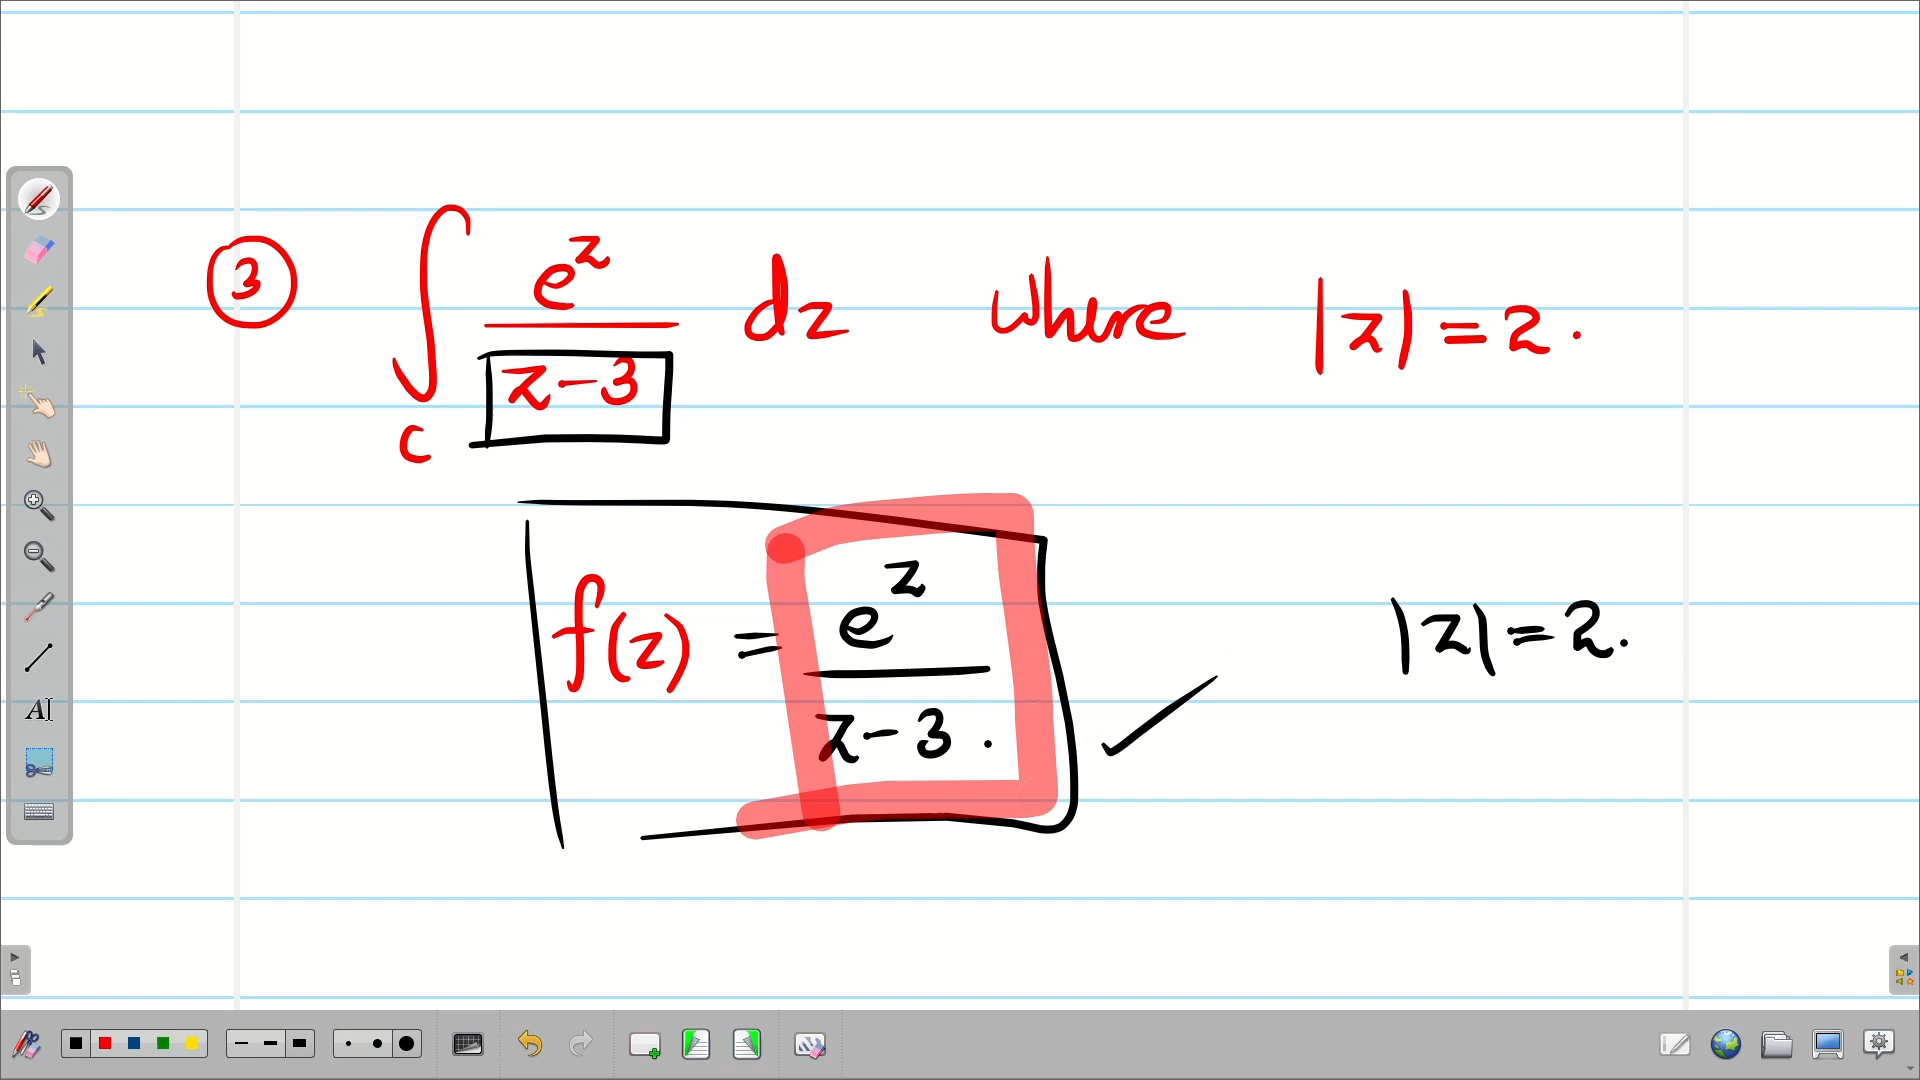 ③ ∫_C e^z / (z-3) dz where |z| = 2.
f(z) = e^z / (z-3). |z| = 2.